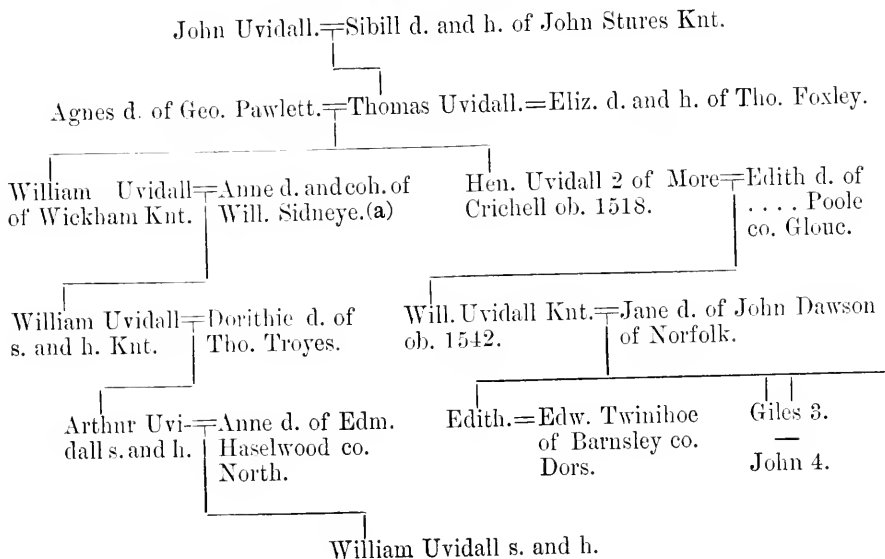 John Uvidall.=Sibill d. and h. of John Stures Knt.
Agnes d. of Geo. Pawlett.=Thomas Uvidall.=Eliz. d. and h. of Tho. Foxley.
William Uvidall=Anne d. and coh. of
of Wickham Knt. Will. Sidneye.(a)
Hen. Uvidall 2 of More=Edith d. of
Crichell ob. 1518. .... Poole
co. Glouc.
William Uvidall=Dorithie d. of
s. and h. Knt. Tho. Troyes.
Will. Uvidall Knt.=Jane d. of John Dawson
ob. 1542. of Norfolk.
Arthur Uvi-=Anne d. of Edm.
dall s. and h. Haselwood co.
North.
Edith.=Edw. Twinihoe
of Barnsley co.
Dors.
Giles 3.
—
John 4.
William Uvidall s. and h.